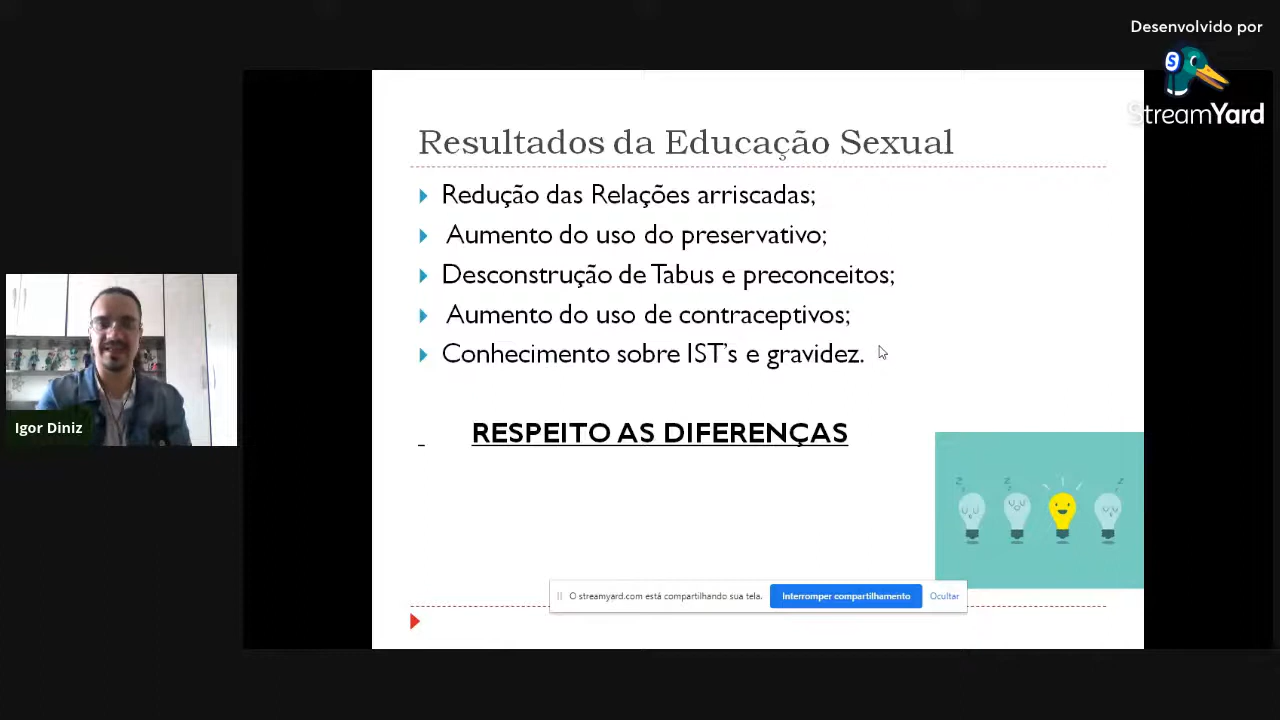 Desenvolvido por
StreamYard
Resultados da Educação Sexual
Redução das Relações arriscadas;
Aumento do uso do preservativo;
Desconstrução de Tabus e preconceitos;
Aumento do uso de contraceptivos;
Conhecimento sobre IST's e gravidez.
RESPEITO AS DIFERENÇAS
Igor Diniz
O streamyard.com está compartilhando sua tela. Interromper compartilhamento Ocultar